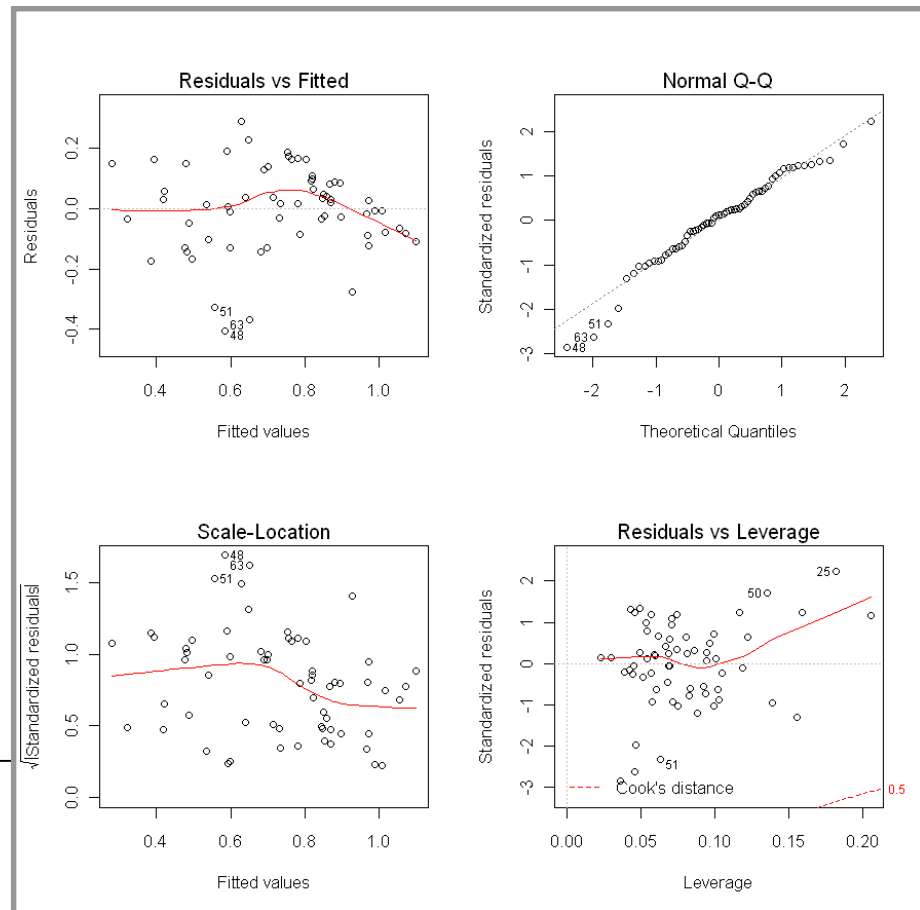 Residuals vs Fitted
Residuals
0.2
0.0
-0.2
-0.4
51
63
48
0.4 0.6 0.8 1.0
Fitted values
Normal Q-Q
Standardized residuals
2
1
0
-1
-2
-3
51
63
48
-2 -1 0 1 2
Theoretical Quantiles
Scale-Location
√|Standardized residuals|
1.5
1.0
0.5
0.0
48
63
51
0.4 0.6 0.8 1.0
Fitted values
Residuals vs Leverage
Standardized residuals
2
1
0
-1
-2
-3
25
50
51
Cook's distance
0.5
0.00 0.05 0.10 0.15 0.20
Leverage